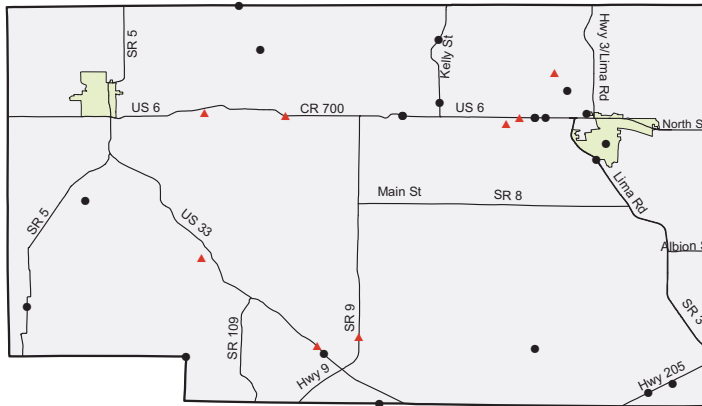 SR 5
Kelly St
Hwy 3/Lima Rd
US 6
CR 700
US 6
North S
Main St
SR 8
Lima Rd
SR 5
US 33
Albion S
SR 109
SR 9
SR 3
Hwy 9
Hwy 205